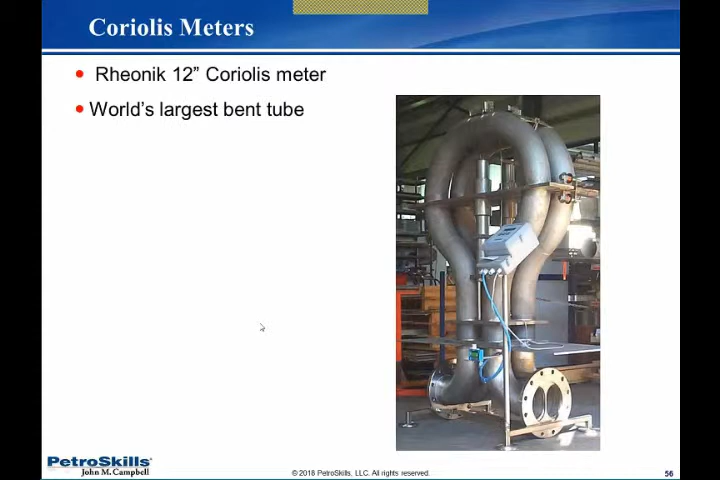 Coriolis Meters
Rheonik 12” Coriolis meter
World’s largest bent tube
PetroSkills
John M. Campbell
© 2018 PetroSkills, LLC. All rights reserved.
56